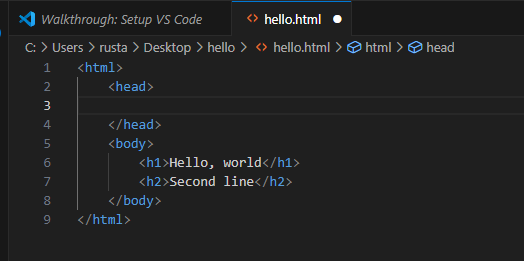 Walkthrough: Setup VS Code
hello.html
C: > Users > rusta > Desktop > hello > hello.html > html > head
1 <html>
2     <head>
3
4     </head>
5     <body>
6         <h1>Hello, world</h1>
7         <h2>Second line</h2>
8     </body>
9 </html>